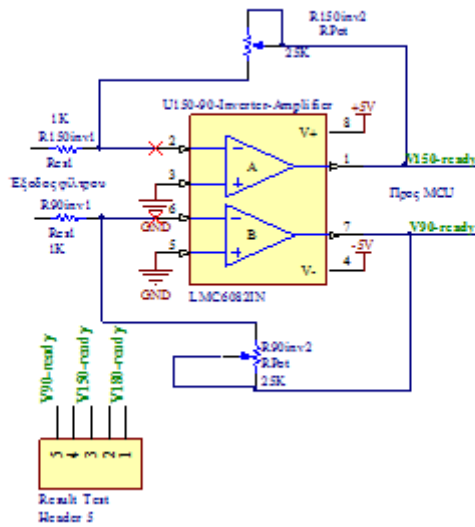 R150inv2
RPot
25K
U150-90-Inverter-Amplifier
1K
R150inv1
Res1
+5V
V+
8
2
A
1
V150-ready
3
Έξοδος φίλτρου
GND
Προς MCU
R90inv1
6
Res1
1K
B
7
V90-ready
5
-5V
V-
4
GND
LMC6082IN
R90inv2
RPot
25K
V90-ready
V150-ready
V180-ready
5
4
3
2
1
Result Test
Header 5